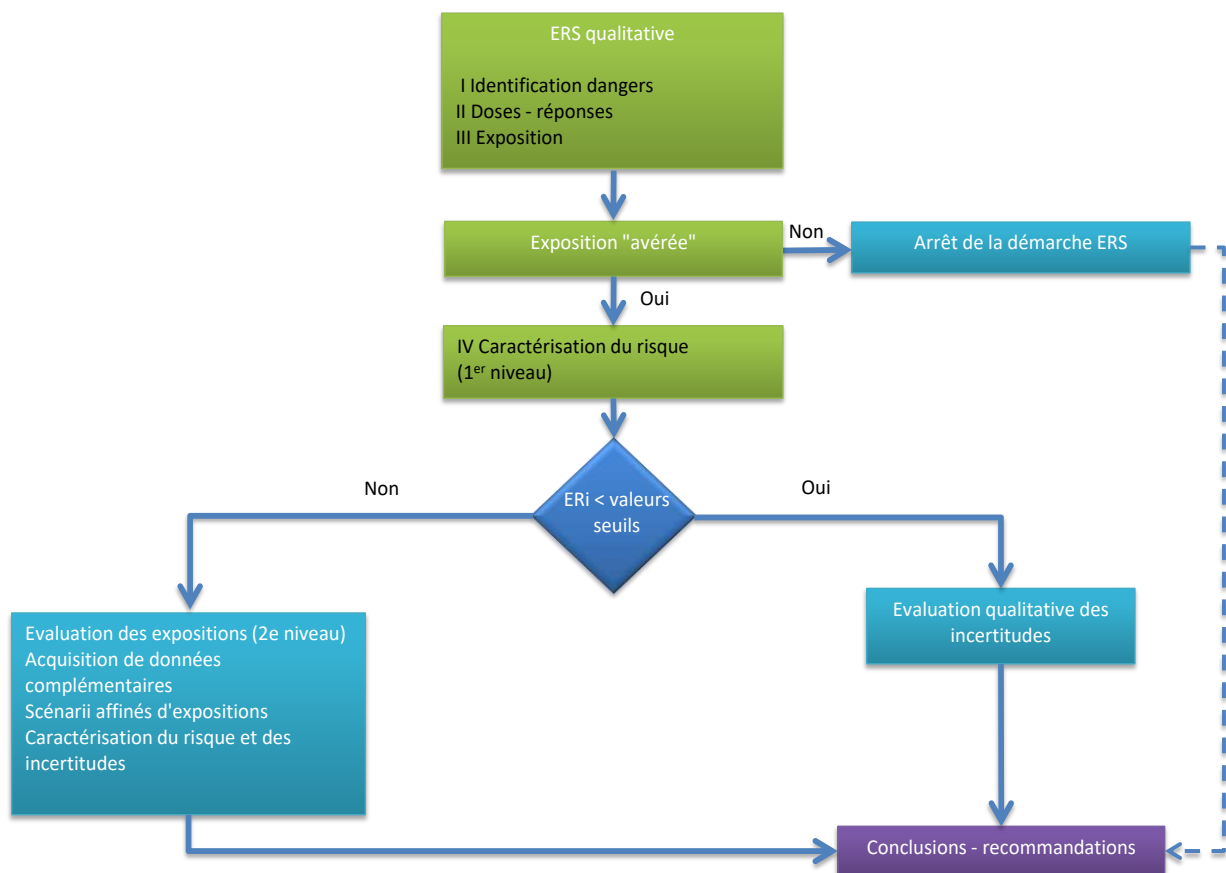 ERS qualitative
I Identification dangers
II Doses - réponses
III Exposition
Exposition "avérée"
Non
Arrêt de la démarche ERS
Oui
IV Caractérisation du risque
(1er niveau)
Non
ERi < valeurs
seuils
Oui
Evaluation des expositions (2e niveau)
Acquisition de données
complémentaires
Scénarii affinés d'expositions
Caractérisation du risque et des
incertitudes
Evaluation qualitative des
incertitudes
Conclusions - recommandations